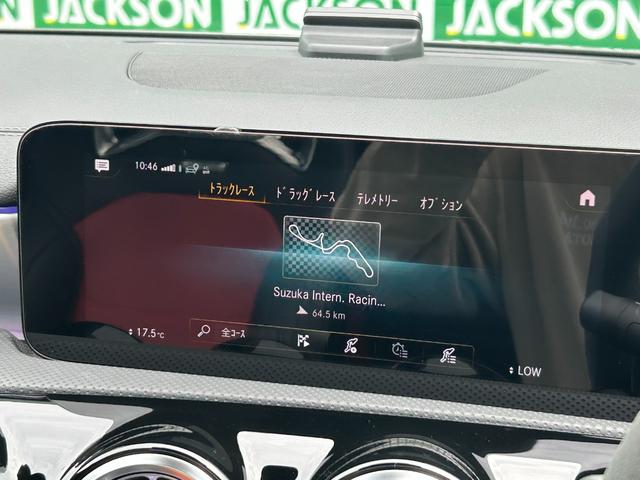 JACKSON JACKSON JACKSON
10:46
トラックレース ドラッグレース テレメトリー オプション
Suzuka Intern. Racin...
64.5 km
17.5℃ 全コース
LOW